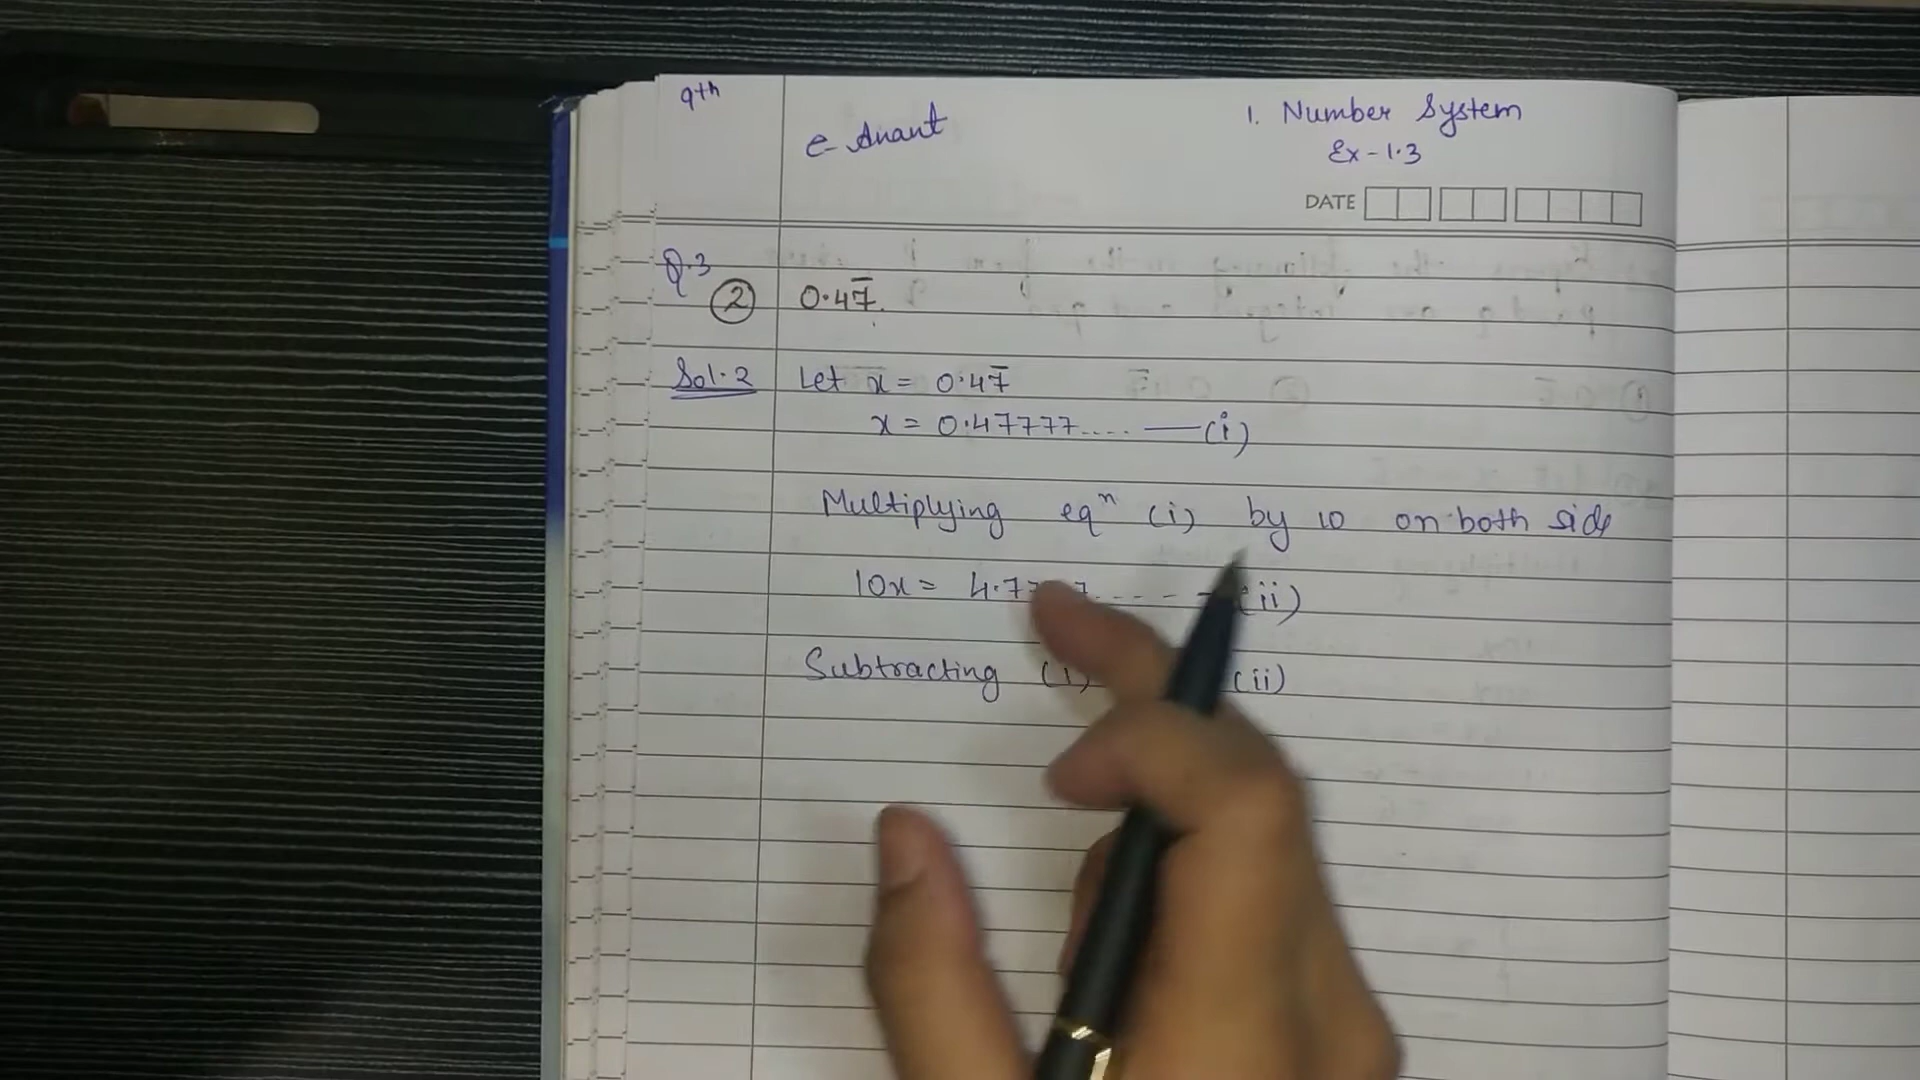 9th
e-Anant
1. Number System
Ex-1.3
DATE
Q.3
② 0.47̅.
Sol.2 Let x = 0.47̅
x = 0.47777.... —(i)
Multiplying eqⁿ (i) by 10 on both side
10x = 4.77 7..... - (ii)
Subtracting (i) (ii)